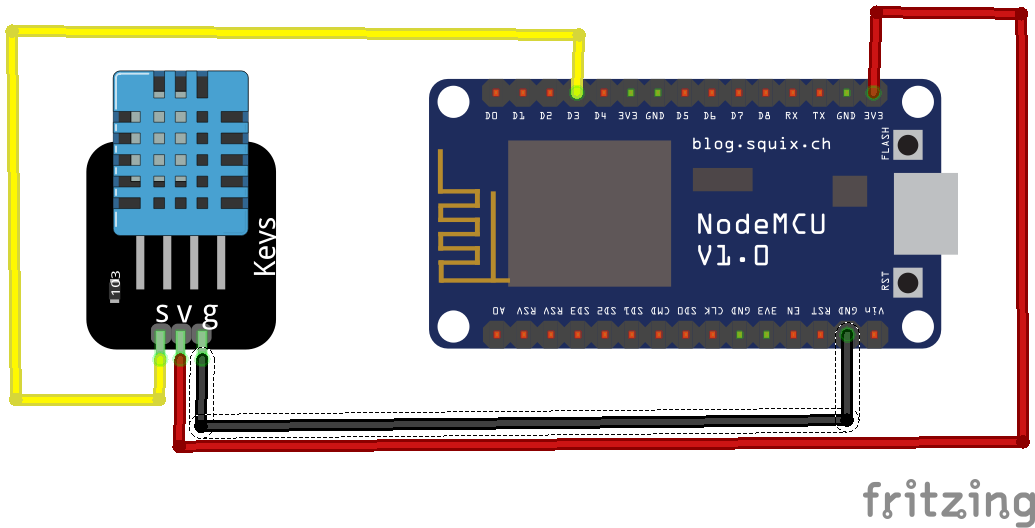 D0 D1 D2 D3 D4 3V3 GND D5 D6 D7 D8 RX TX GND 3V3
blog.squix.ch
FLASH
NodeMCU
V1.0
RST
A0 RSV RSV SD3 SD2 SD1 CMD SD0 CLK GND 3V3 EN RST GND Vin
Keys
103
S V g
fritzing